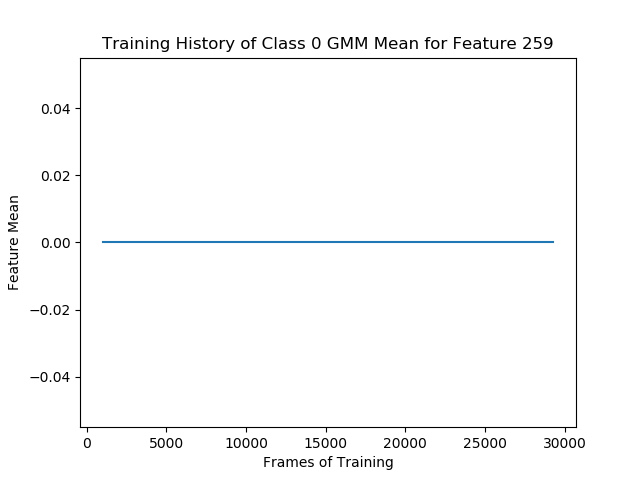 Training History of Class 0 GMM Mean for Feature 259
0.04
0.02
0.00
−0.02
−0.04
Feature Mean
0 5000 10000 15000 20000 25000 30000
Frames of Training